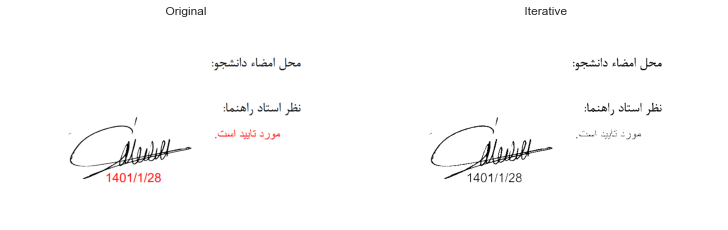 Original
محل امضاء دانشجو:
نظر استاد راهنما:
مورد تایید است.
1401/1/28
Iterative
محل امضاء دانشجو:
نظر استاد راهنما:
مورد تایید است.
1401/1/28